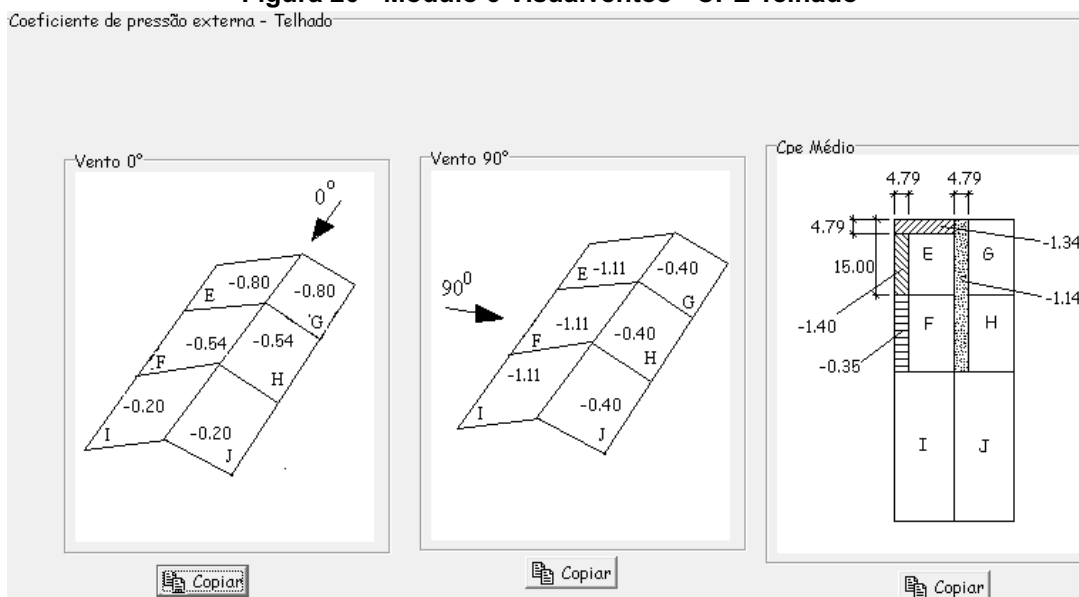 Figura 20 - Módulo 6 VisualVentos - CPE Telhado
Coeficiente de pressão externa - Telhado
Vento 0°
0°
E -0.80 -0.80
G
F -0.54 -0.54
H
-0.20
I
-0.20
J
Copiar
Vento 90°
90°
E -1.11 -0.40
G
-1.11 -0.40
F
H
-1.11
-0.40
I
J
Copiar
Cpe Médio
4.79 4.79
4.79
-1.34
E G
15.00
-1.14
-1.40
F H
-0.35
I J
Copiar